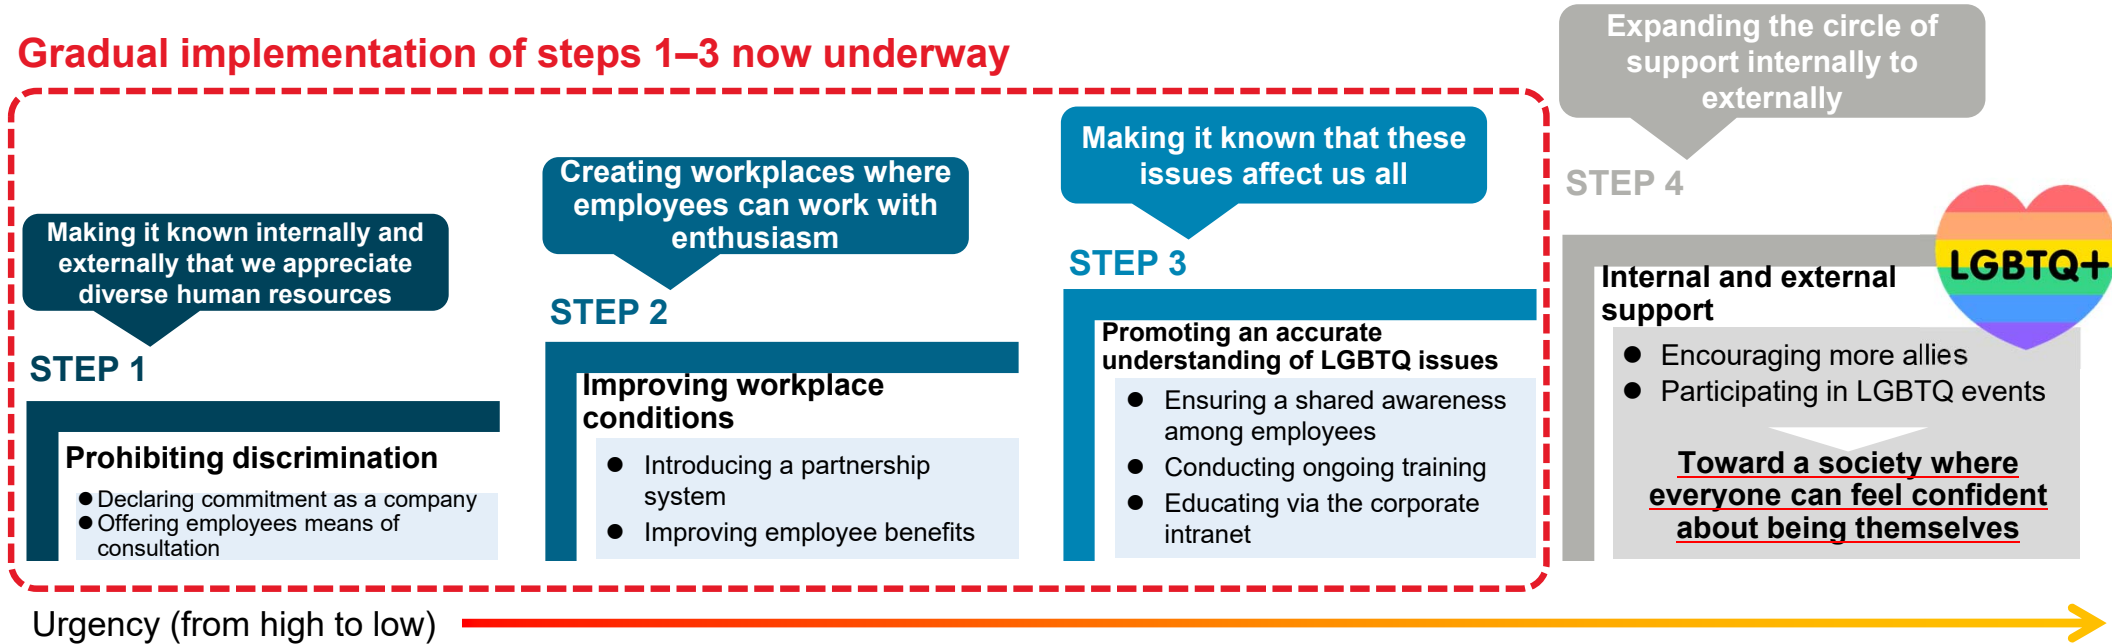 Gradual implementation of steps 1–3 now underway
Making it known internally and
externally that we appreciate
diverse human resources
STEP 1
Prohibiting discrimination
● Declaring commitment as a company
● Offering employees means of
consultation
Creating workplaces where
employees can work with
enthusiasm
STEP 2
Improving workplace
conditions
● Introducing a partnership
system
● Improving employee benefits
Making it known that these
issues affect us all
STEP 3
Promoting an accurate
understanding of LGBTQ issues
● Ensuring a shared awareness
among employees
● Conducting ongoing training
● Educating via the corporate
intranet
Expanding the circle of
support internally to
externally
STEP 4
LGBTQ+
Internal and external
support
● Encouraging more allies
● Participating in LGBTQ events
Toward a society where
everyone can feel confident
about being themselves
Urgency (from high to low)